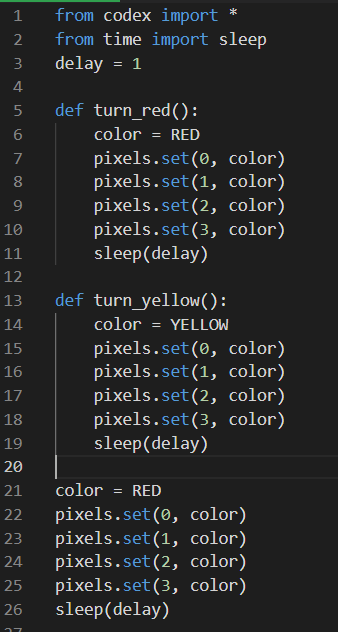 1 from codex import *
2 from time import sleep
3 delay = 1
4
5 def turn_red():
6     color = RED
7     pixels.set(0, color)
8     pixels.set(1, color)
9     pixels.set(2, color)
10     pixels.set(3, color)
11     sleep(delay)
12
13 def turn_yellow():
14     color = YELLOW
15     pixels.set(0, color)
16     pixels.set(1, color)
17     pixels.set(2, color)
18     pixels.set(3, color)
19     sleep(delay)
20
21 color = RED
22 pixels.set(0, color)
23 pixels.set(1, color)
24 pixels.set(2, color)
25 pixels.set(3, color)
26 sleep(delay)
27